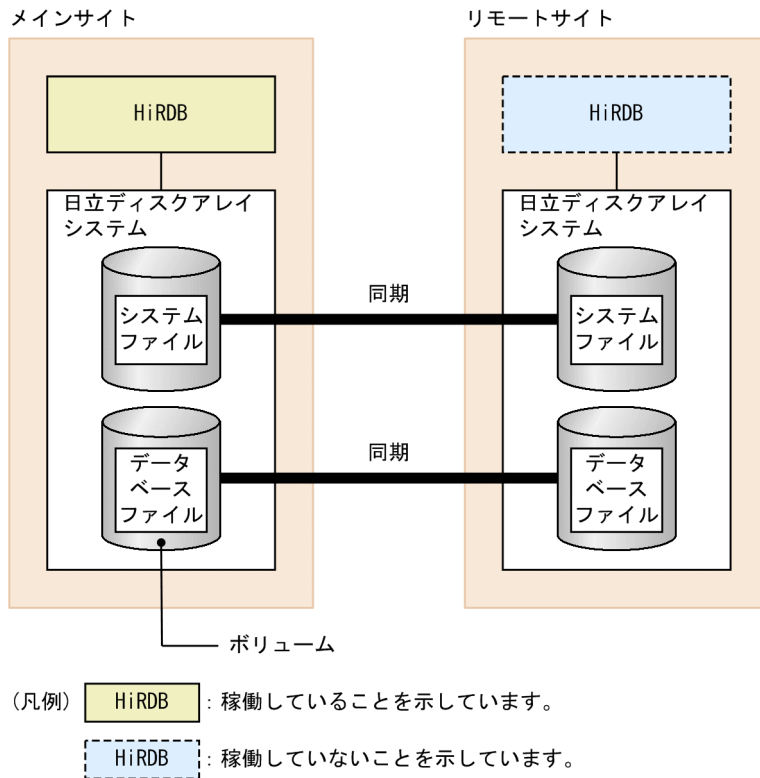 メインサイト
リモートサイト
HiRDB
HiRDB
日立ディスクアレイ
システム
日立ディスクアレイ
システム
システム
ファイル
同期
システム
ファイル
データ
ベース
ファイル
同期
データ
ベース
ファイル
ボリューム
(凡例) HiRDB : 稼働していることを示しています。
HiRDB : 稼働していないことを示しています。